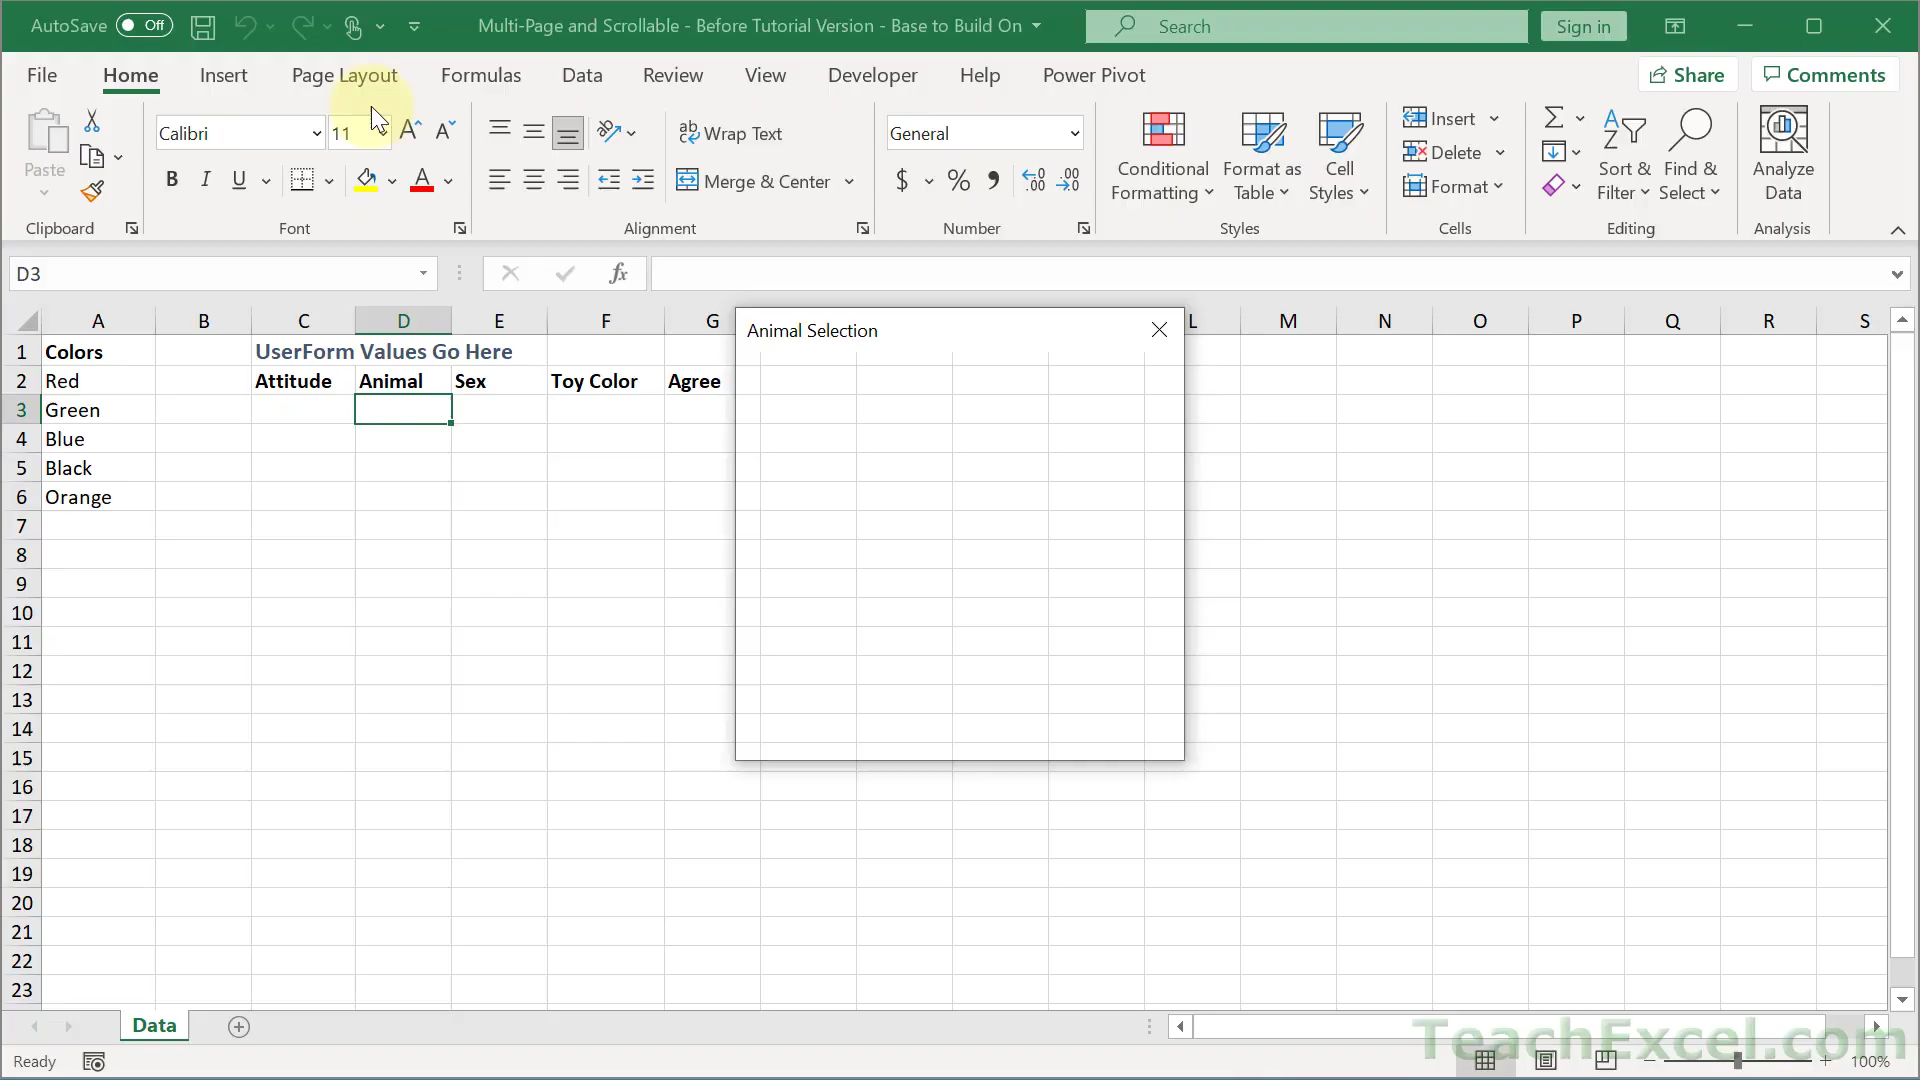 AutoSave Off Multi-Page and Scrollable - Before Tutorial Version - Base to Build On Search Sign in
File Home Insert Page Layout Formulas Data Review View Developer Help Power Pivot Share Comments
Paste Calibri 11 Wrap Text General Conditional Formatting Format as Table Cell Styles Insert Sort & Filter Find & Select Analyze Data
B I U A Merge & Center $ % Delete
Format
Clipboard Font Alignment Number Styles Cells Editing Analysis
D3 fx
A B C D E F G L M N O P Q R S
1 Colors UserForm Values Go Here
2 Red Attitude Animal Sex Toy Color Agree
3 Green
4 Blue
5 Black
6 Orange
7
8
9
10
11
12
13
14
15
16
17
18
19
20
21
22
23
Animal Selection
Data
TeachExcel.com
Ready 100%